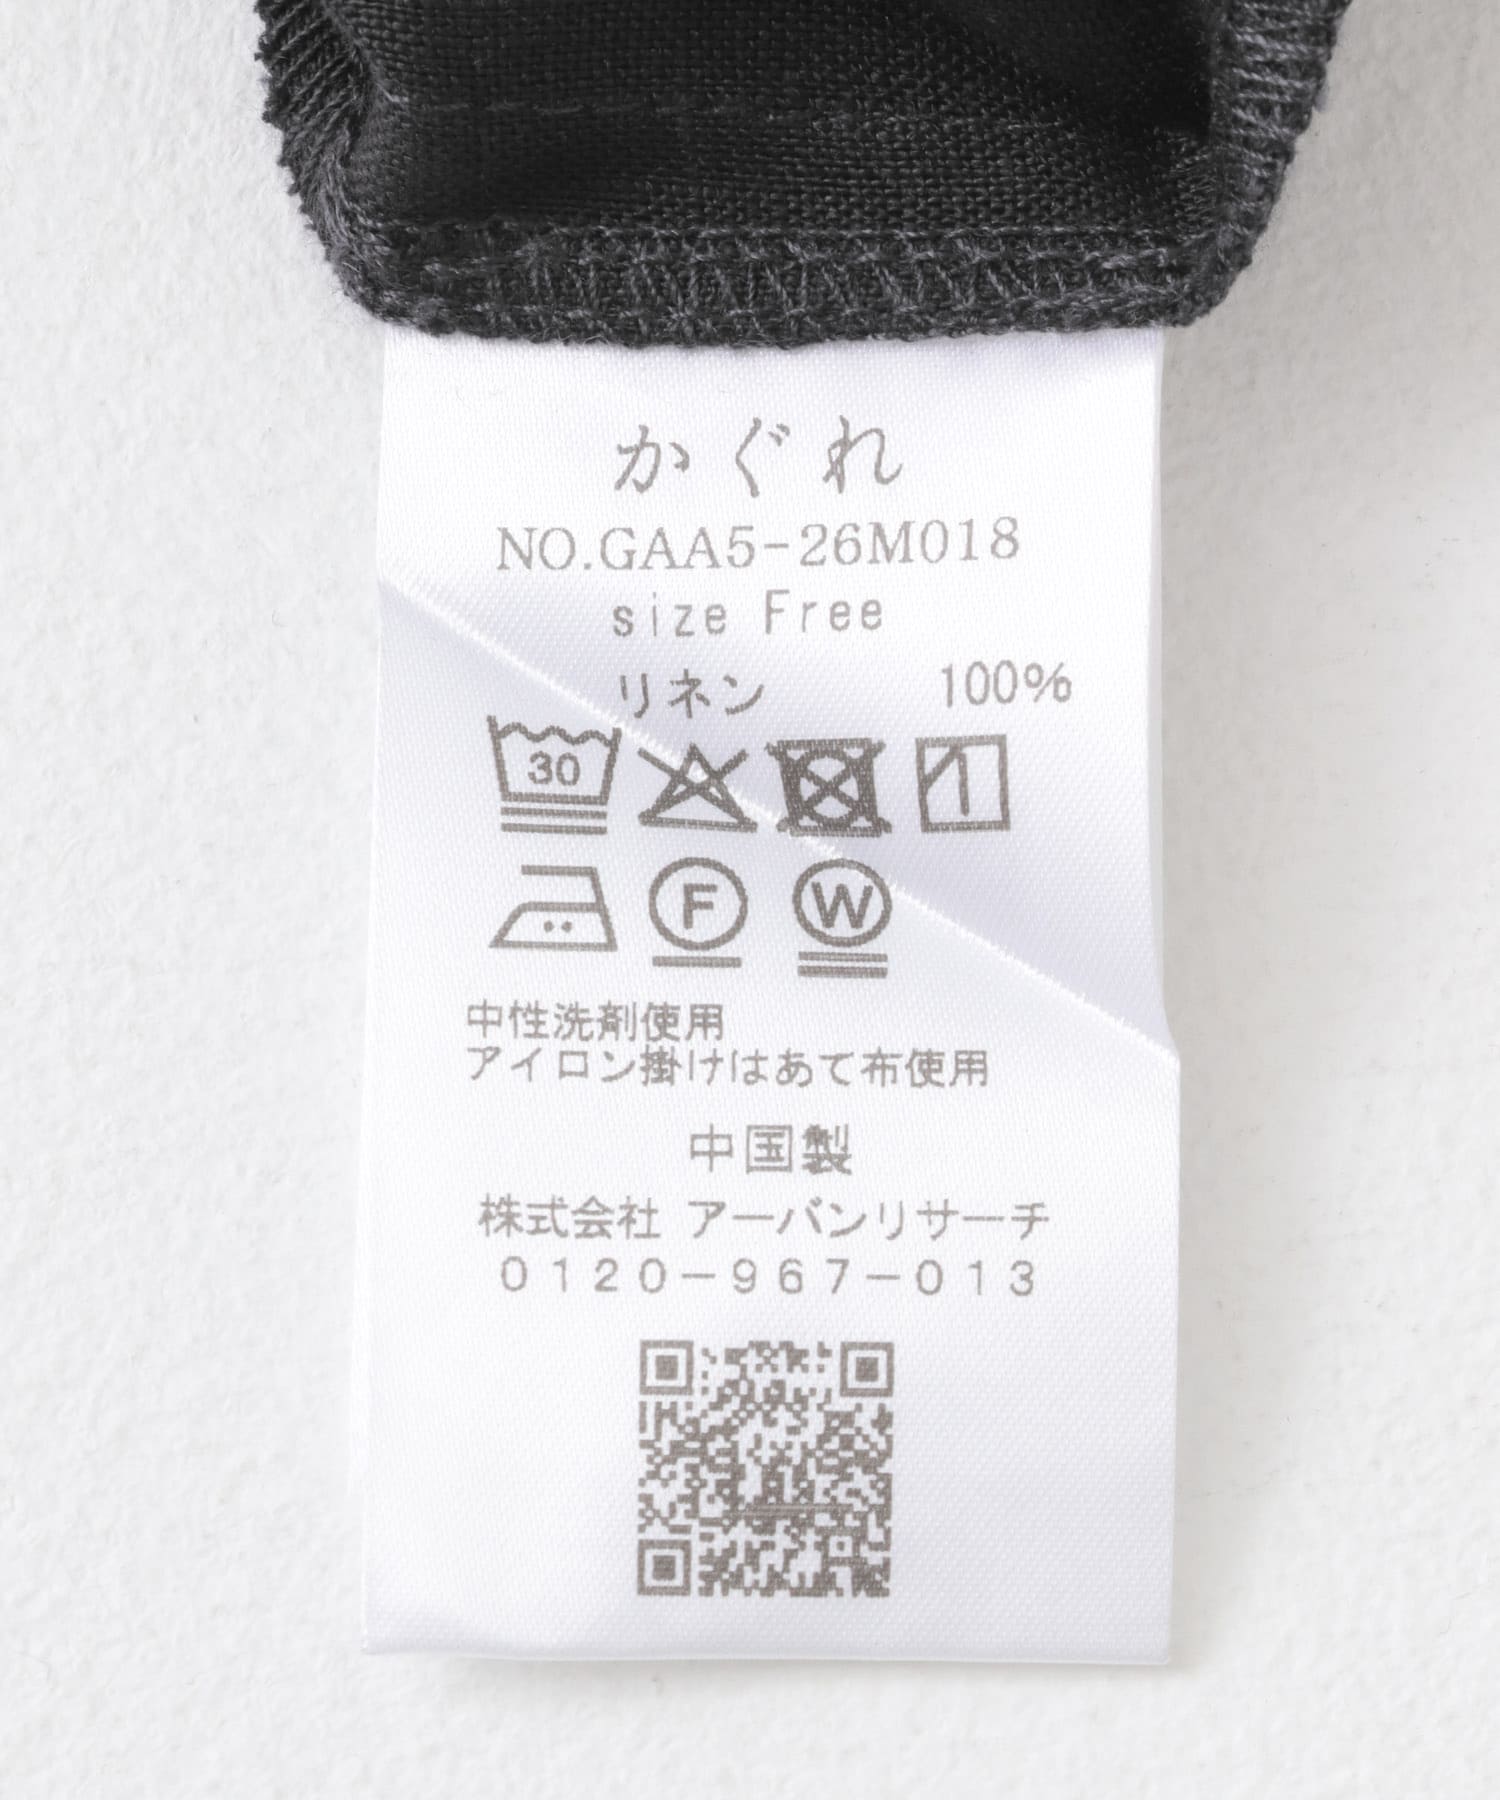 かぐれ
NO.GAA5-26M018
size Free
リネン 100%
30
F W
中性洗剤使用
アイロン掛けはあて布使用
中国製
株式会社 アーバンリサーチ
0120-967-013